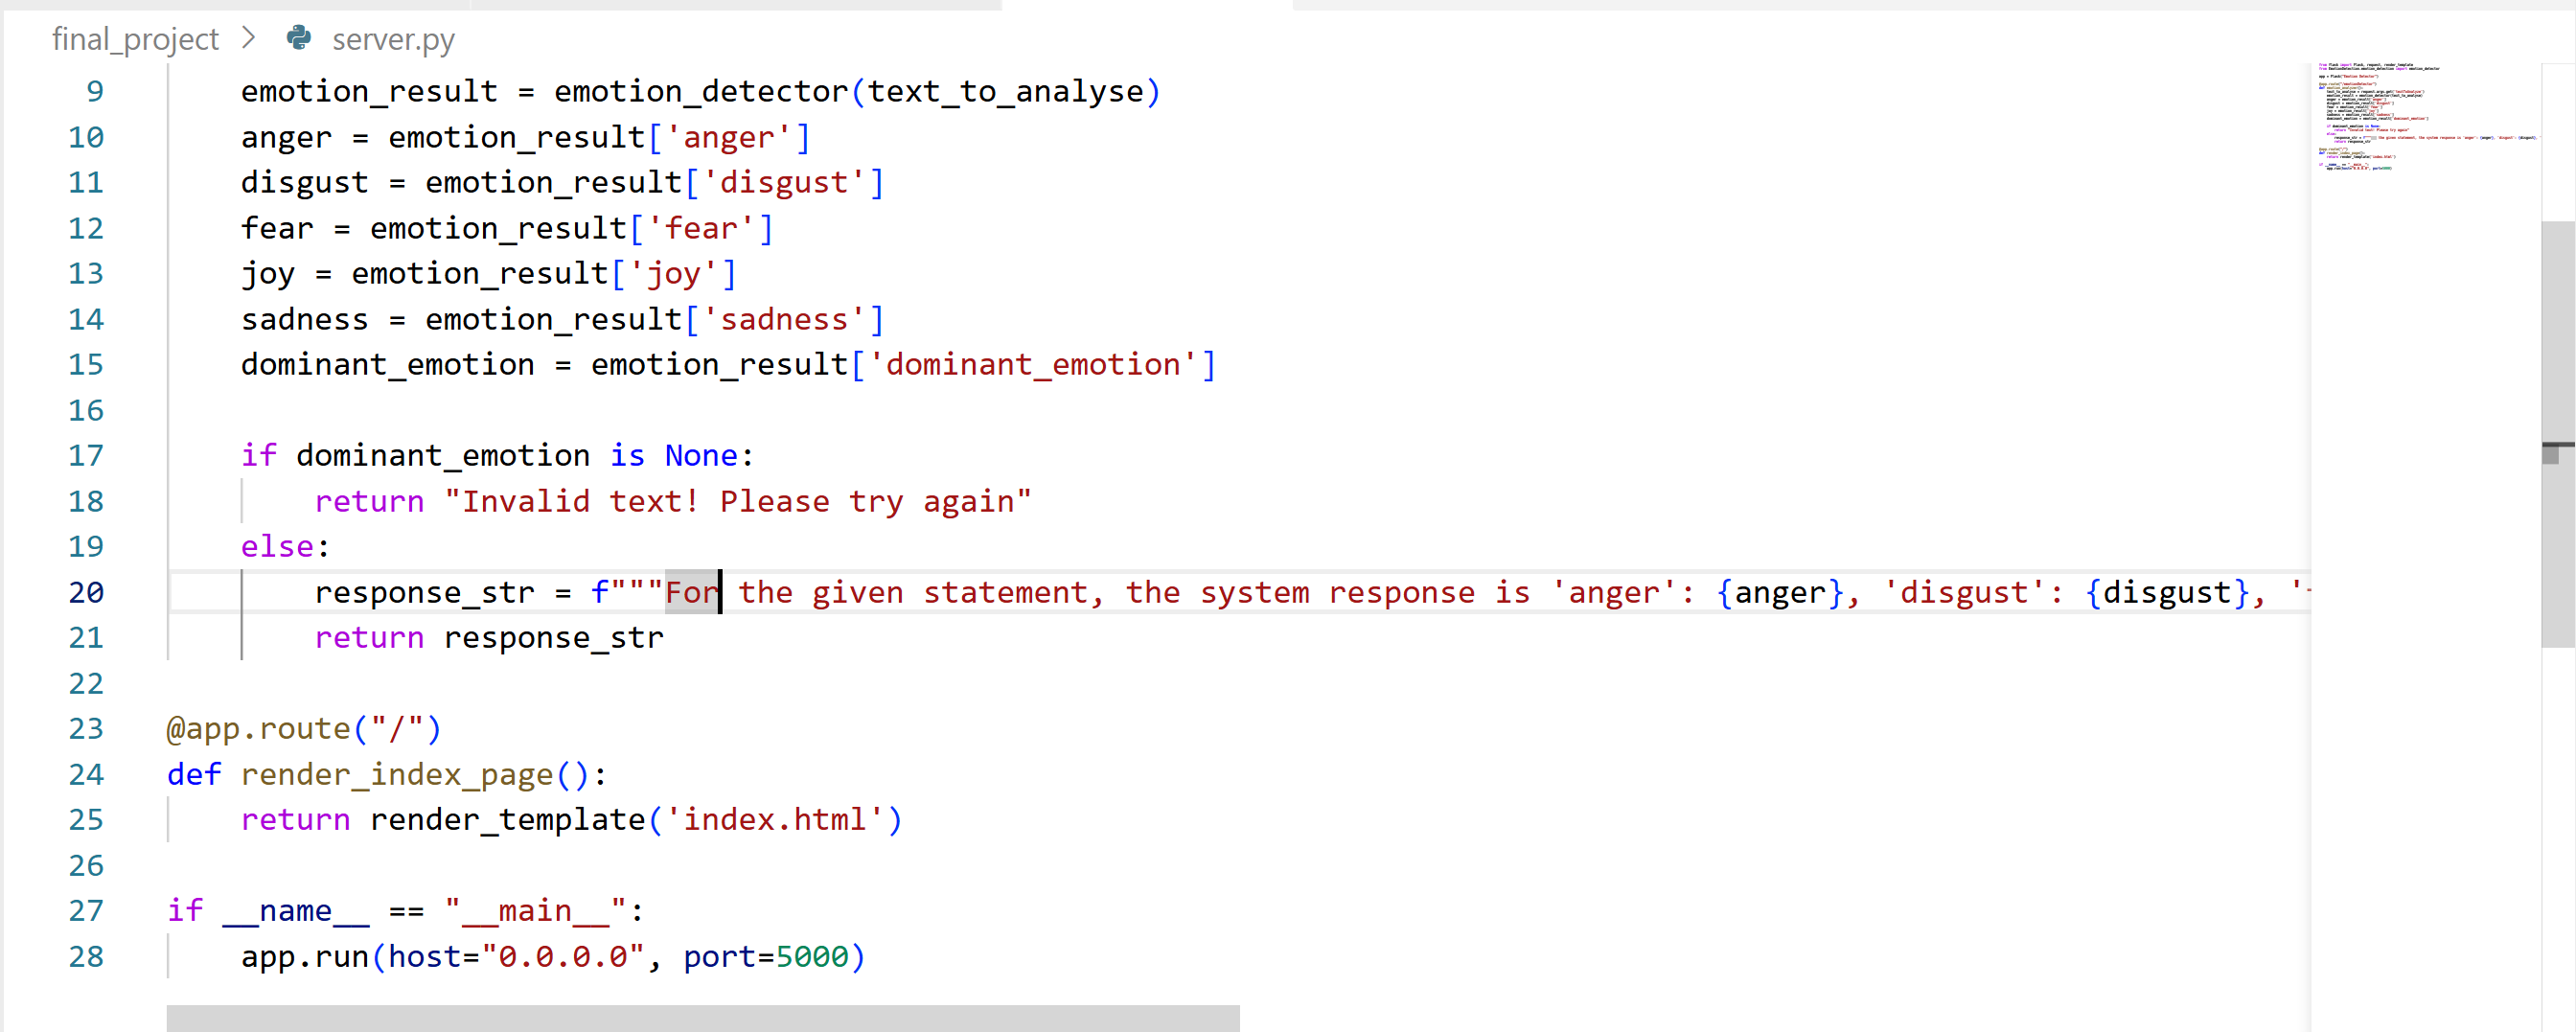 final_project > server.py
9 emotion_result = emotion_detector(text_to_analyse)
10 anger = emotion_result['anger']
11 disgust = emotion_result['disgust']
12 fear = emotion_result['fear']
13 joy = emotion_result['joy']
14 sadness = emotion_result['sadness']
15 dominant_emotion = emotion_result['dominant_emotion']
16
17 if dominant_emotion is None:
18 return "Invalid text! Please try again"
19 else:
20 response_str = f"""For the given statement, the system response is 'anger': {anger}, 'disgust': {disgust}, '
21 return response_str
22
23 @app.route("/")
24 def render_index_page():
25 return render_template('index.html')
26
27 if __name__ == "__main__":
28 app.run(host="0.0.0.0", port=5000)